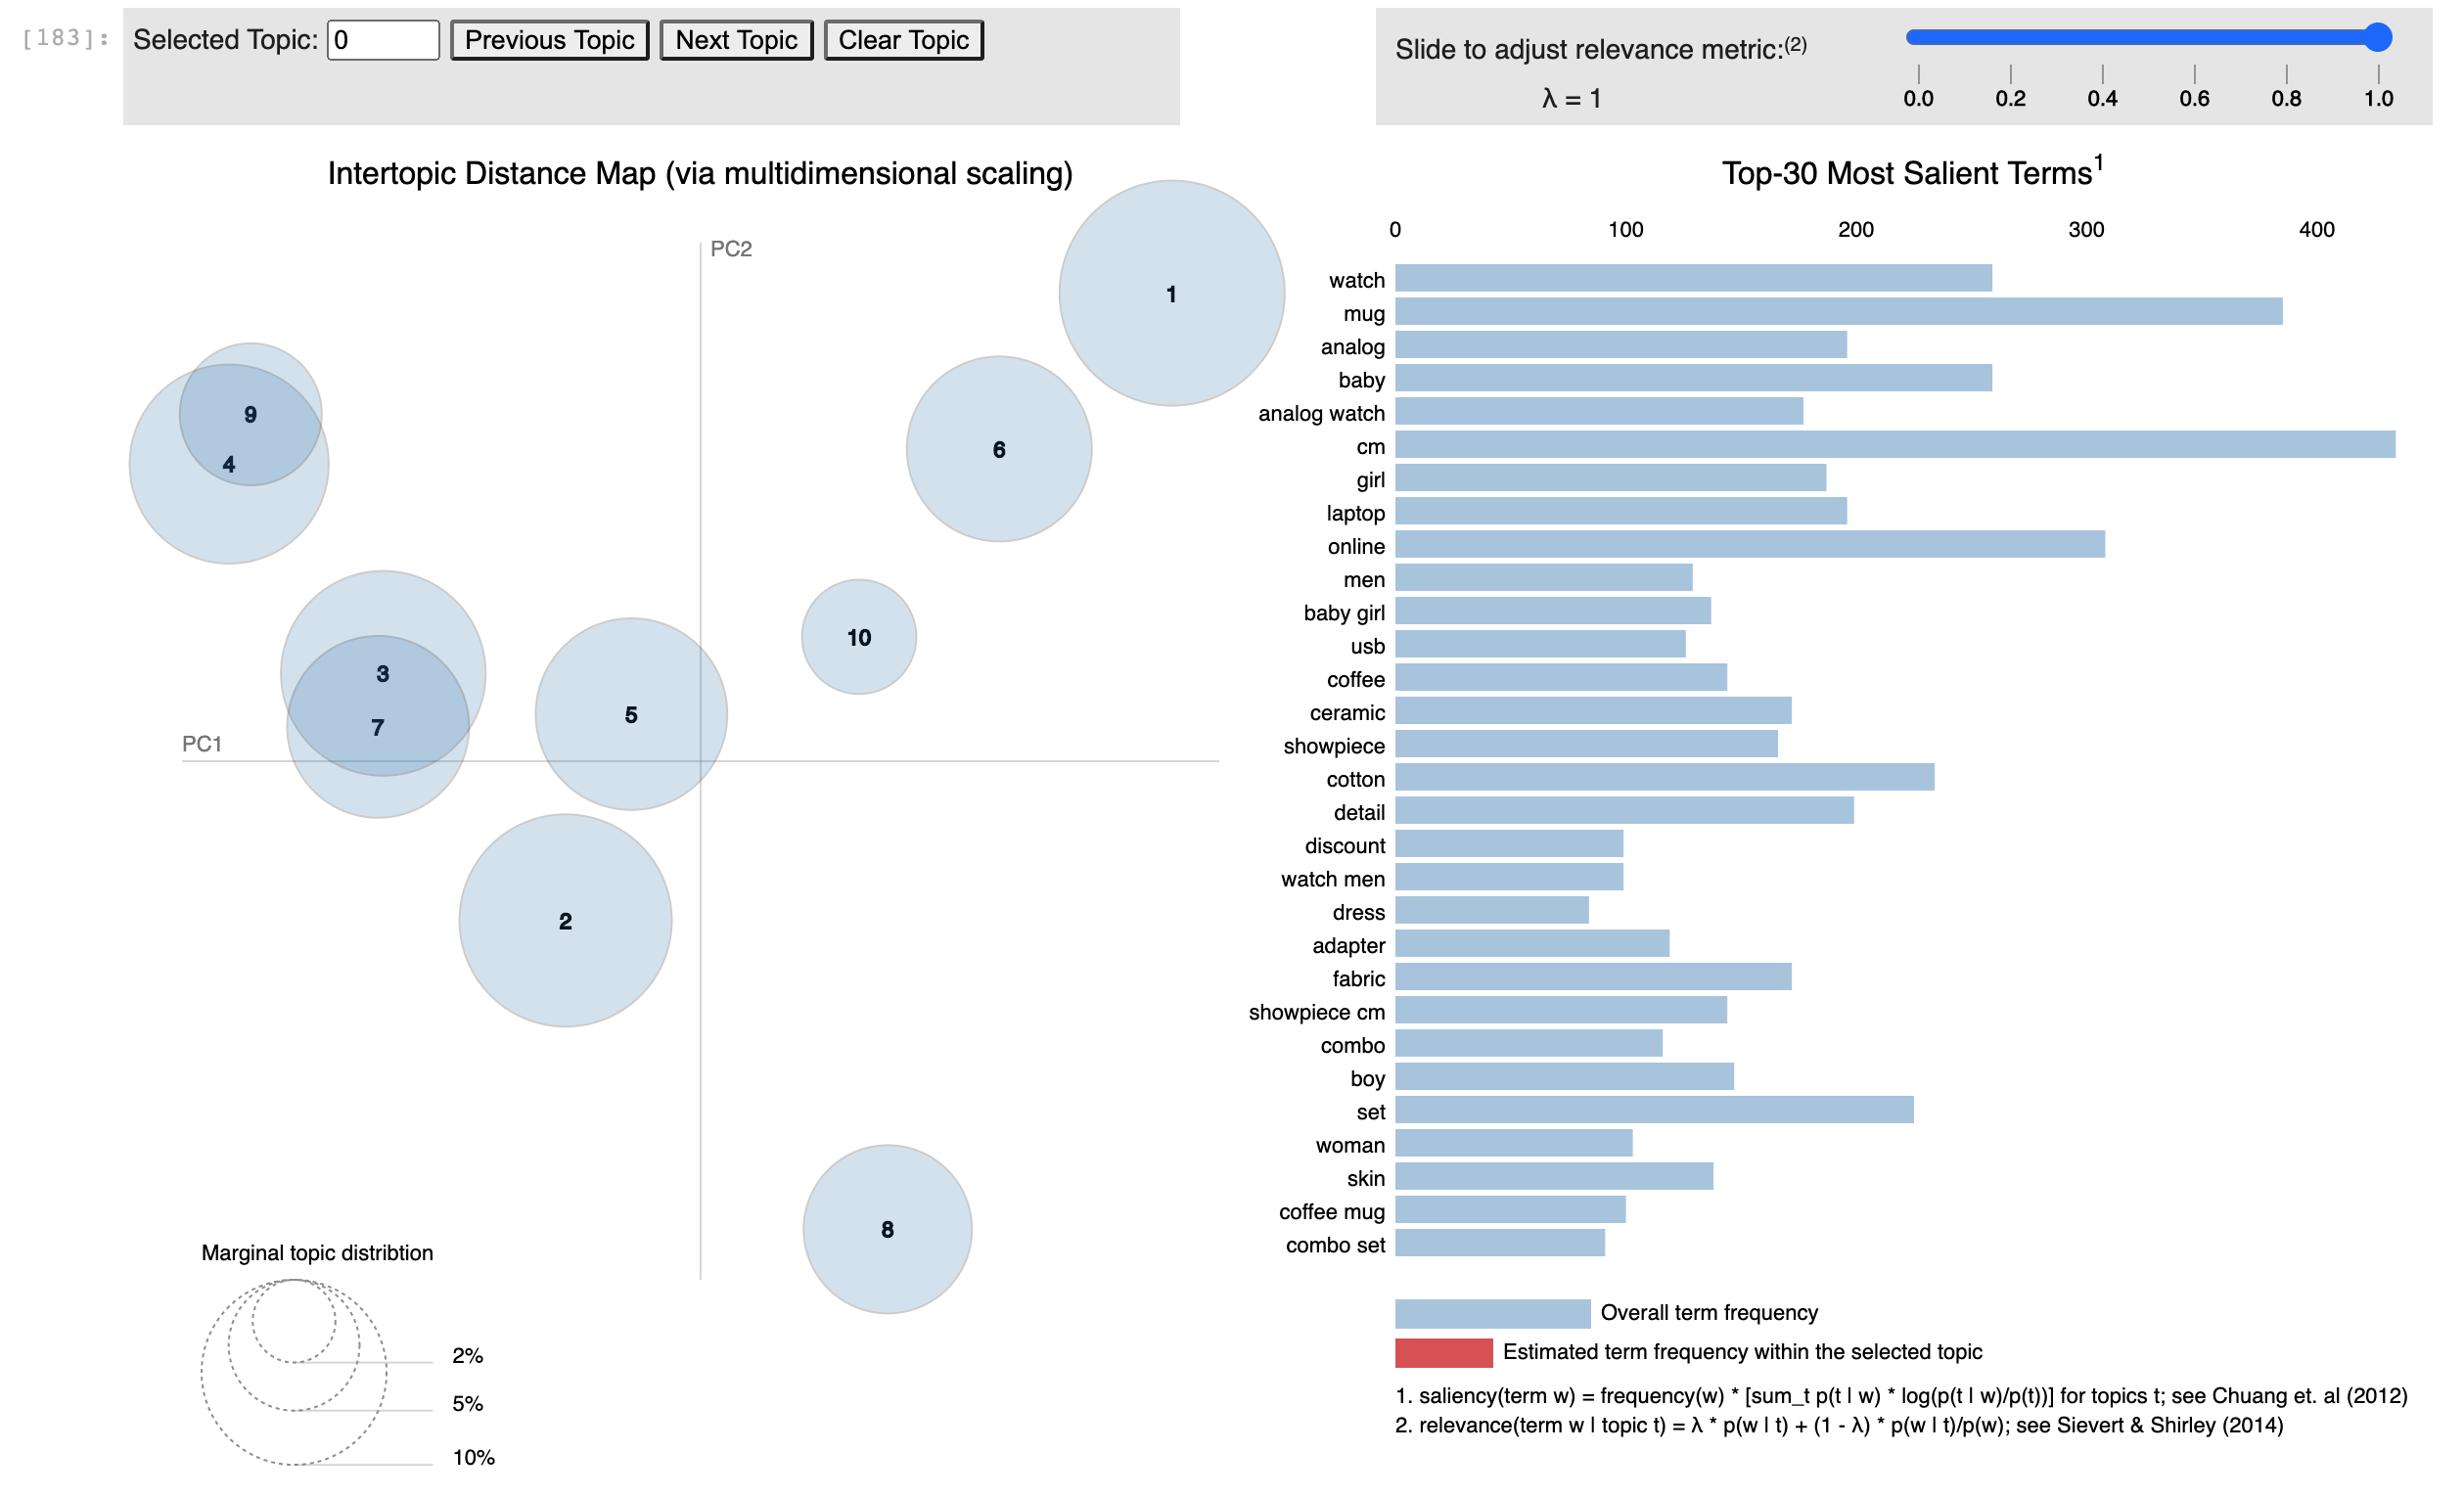 [183]:
Selected Topic: 0 Previous Topic Next Topic Clear Topic
Slide to adjust relevance metric:(2)
λ = 1
0.0 0.2 0.4 0.6 0.8 1.0
Intertopic Distance Map (via multidimensional scaling)
PC2
PC1
1
6
9
4
10
3
5
7
2
8
Marginal topic distribtion
2%
5%
10%
Top-30 Most Salient Terms1
0 100 200 300 400
watch
mug
analog
baby
analog watch
cm
girl
laptop
online
men
baby girl
usb
coffee
ceramic
showpiece
cotton
detail
discount
watch men
dress
adapter
fabric
showpiece cm
combo
boy
set
woman
skin
coffee mug
combo set
Overall term frequency
Estimated term frequency within the selected topic
1. saliency(term w) = frequency(w) * [sum_t p(t | w) * log(p(t | w)/p(t))] for topics t; see Chuang et. al (2012)
2. relevance(term w | topic t) = λ * p(w | t) + (1 - λ) * p(w | t)/p(w); see Sievert & Shirley (2014)